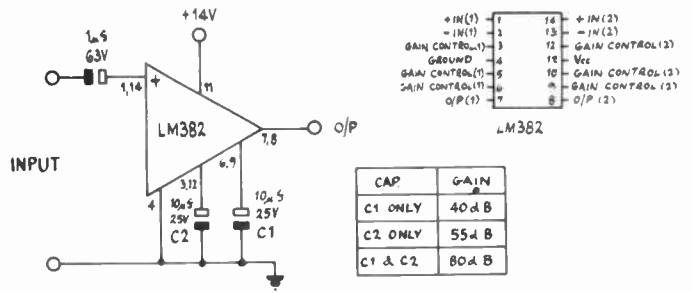 +14V
1µS
63V
1,14
+
11
LM382
7,8
O/P
INPUT
4
3,12
6,9
10µS
25V
C2
10µS
25V
C1
+IN(1) 1 14 +IN(2)
-IN(1) 2 13 -IN(2)
GAIN CONTROL(1) 3 12 GAIN CONTROL(2)
GROUND 4 12 Vcc
GAIN CONTROL(1) 5 10 GAIN CONTROL(2)
GAIN CONTROL(1) 6 9 GAIN CONTROL(2)
O/P(1) 7 8 O/P(2)
LM382
CAP. GAIN
C1 ONLY 40dB
C2 ONLY 55dB
C1 & C2 80dB